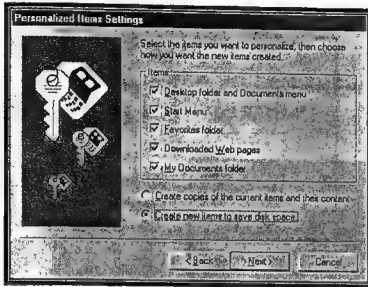 Personalized Items Settings
Select the items you want to personalize, then choose
how you want the new items created.
Items
Desktop folder and Documents menu
Start Menu
Favorites folder
Downloaded Web pages
My Documents folder
Create copies of the current items and their content
Create new items to save disk space
< Back
Next >
Cancel